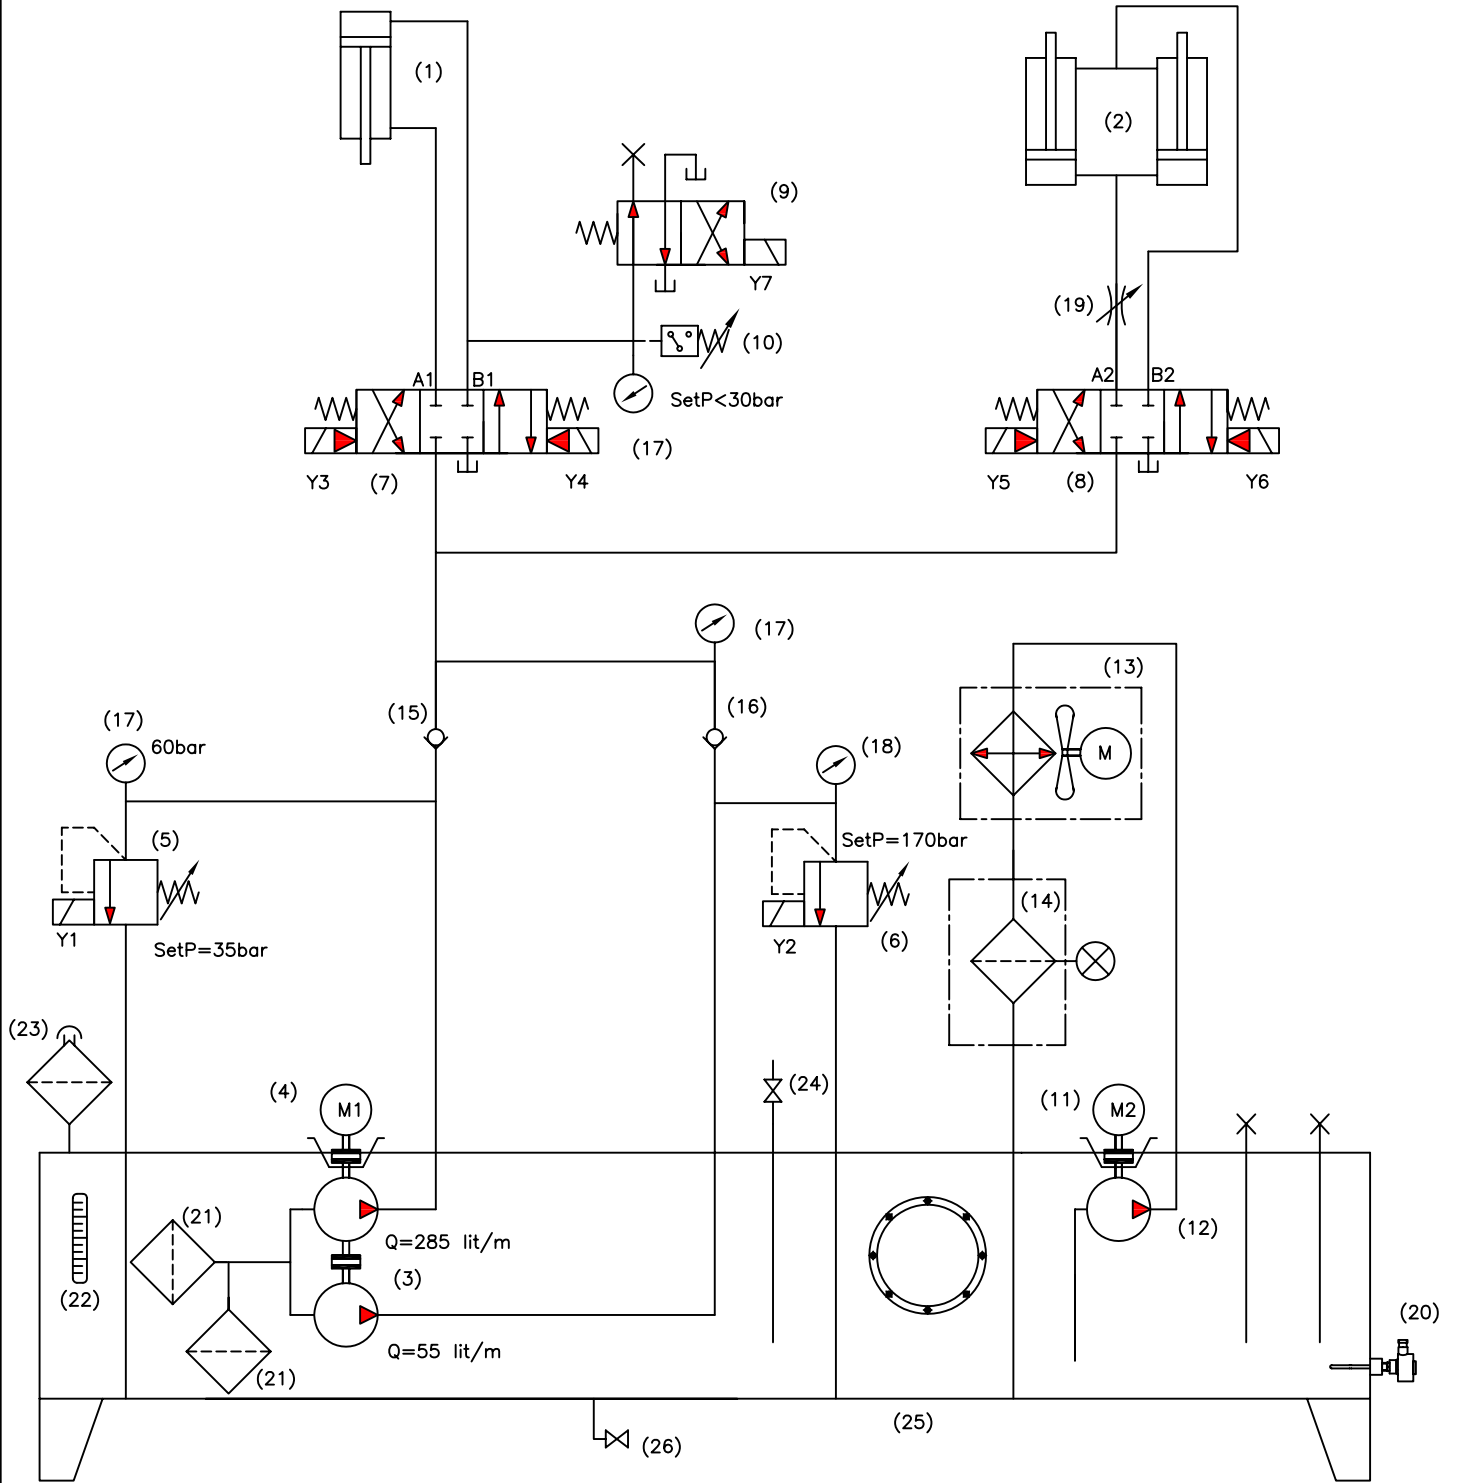 (1)
(2)
(9)
Y7
(19)
(10)
A1 B1
A2 B2
SetP<30bar
(17)
Y3 (7) Y4
Y5 (8) Y6
(17)
(13)
(15)
(16)
(17)
60bar
(18)
M
(5)
SetP=170bar
(14)
Y1
SetP=35bar
Y2
(6)
(23)
(4)
M1
(24)
(11)
M2
(21)
Q=285 lit/m
(12)
(3)
(22)
(20)
Q=55 lit/m
(21)
(25)
(26)